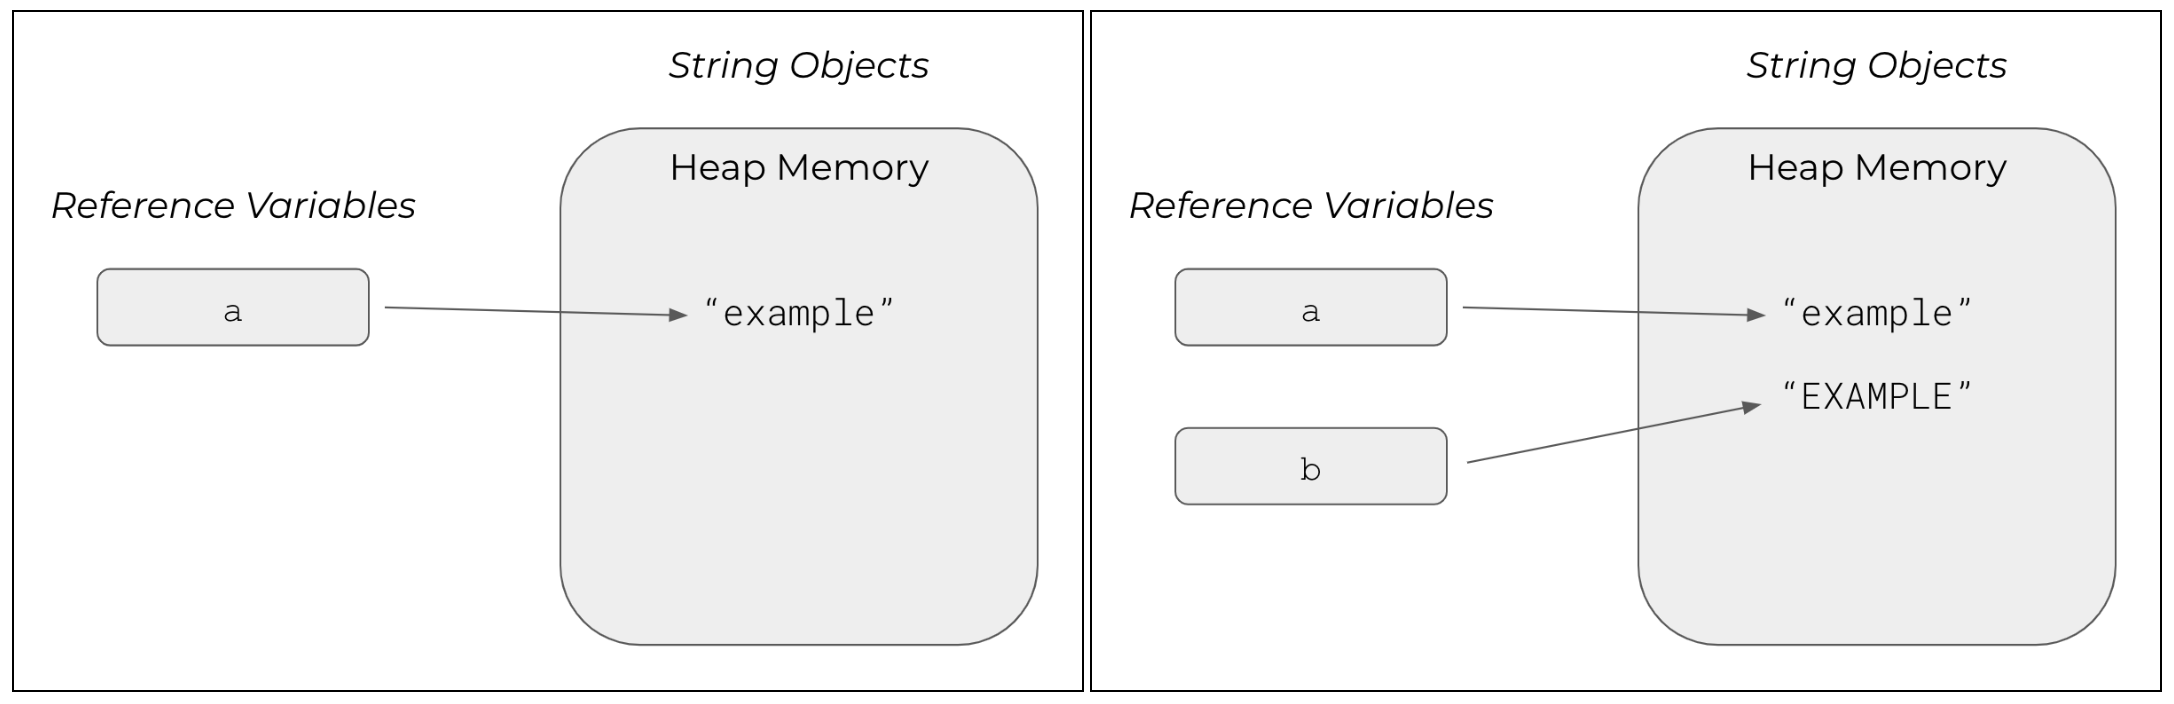 String Objects
Heap Memory
Reference Variables
a
“example”
String Objects
Heap Memory
Reference Variables
a
“example”
“EXAMPLE”
b